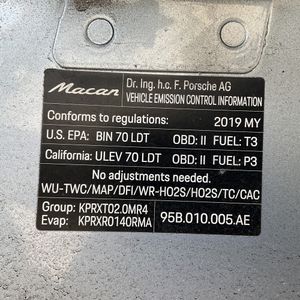 Macan
Dr. Ing. h.c. F. Porsche AG
VEHICLE EMISSION CONTROL INFORMATION
Conforms to regulations: 2019 MY
U.S. EPA: BIN 70 LDT OBD: II FUEL: T3
California: ULEV 70 LDT OBD: II FUEL: P3
No adjustments needed.
WU-TWC/MAP/DFI/WR-HO2S/HO2S/TC/CAC
Group: KPRXT02.0MR4
Evap: KPRXR0140RMA 95B.010.005.AE